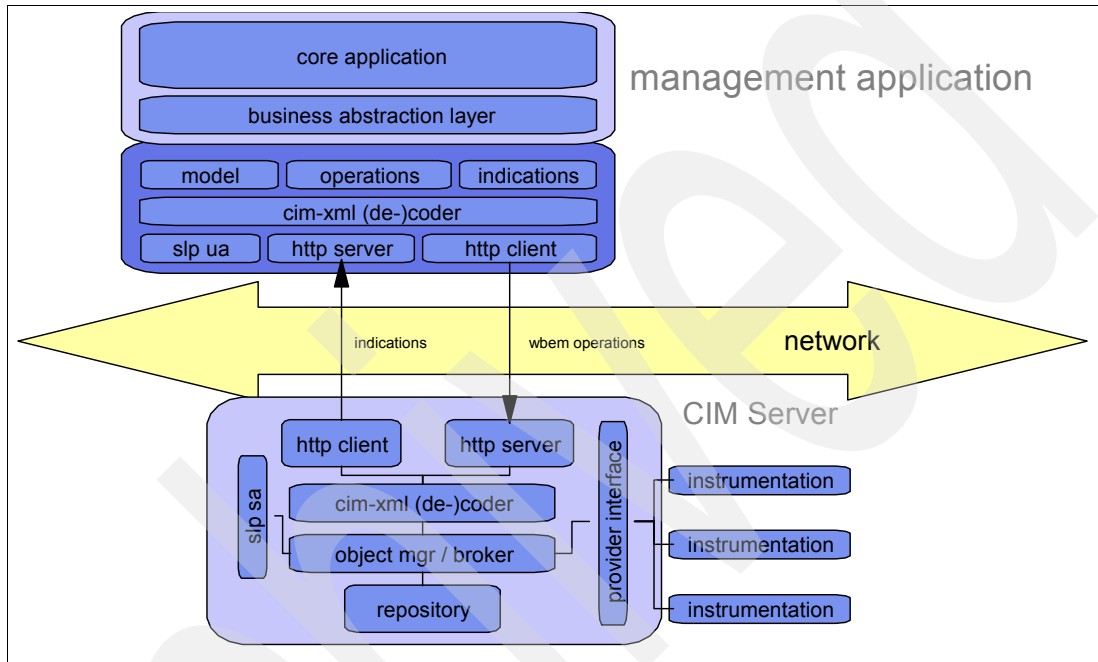 core application
management application
business abstraction layer
model
operations
indications
cim-xml (de-)coder
slp ua
http server
http client
indications
wbem operations
network
CIM Server
http client
http server
slp sa
cim-xml (de-)coder
object mgr / broker
repository
provider interface
instrumentation
instrumentation
instrumentation